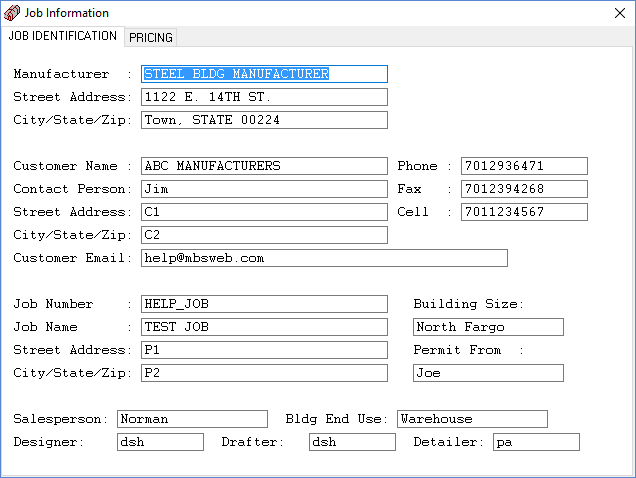 Job Information
JOB IDENTIFICATION PRICING
Manufacturer : STEEL BLDG MANUFACTURER
Street Address: 1122 E. 14TH ST.
City/State/Zip: Town, STATE 00224
Customer Name : ABC MANUFACTURERS Phone : 7012936471
Contact Person: Jim Fax : 7012394268
Street Address: C1 Cell : 7011234567
City/State/Zip: C2
Customer Email: help@mbsweb.com
Job Number : HELP_JOB Building Size:
Job Name : TEST JOB North Fargo
Street Address: P1 Permit From :
City/State/Zip: P2 Joe
Salesperson: Norman Bldg End Use: Warehouse
Designer: dsh Drafter: dsh Detailer: pa